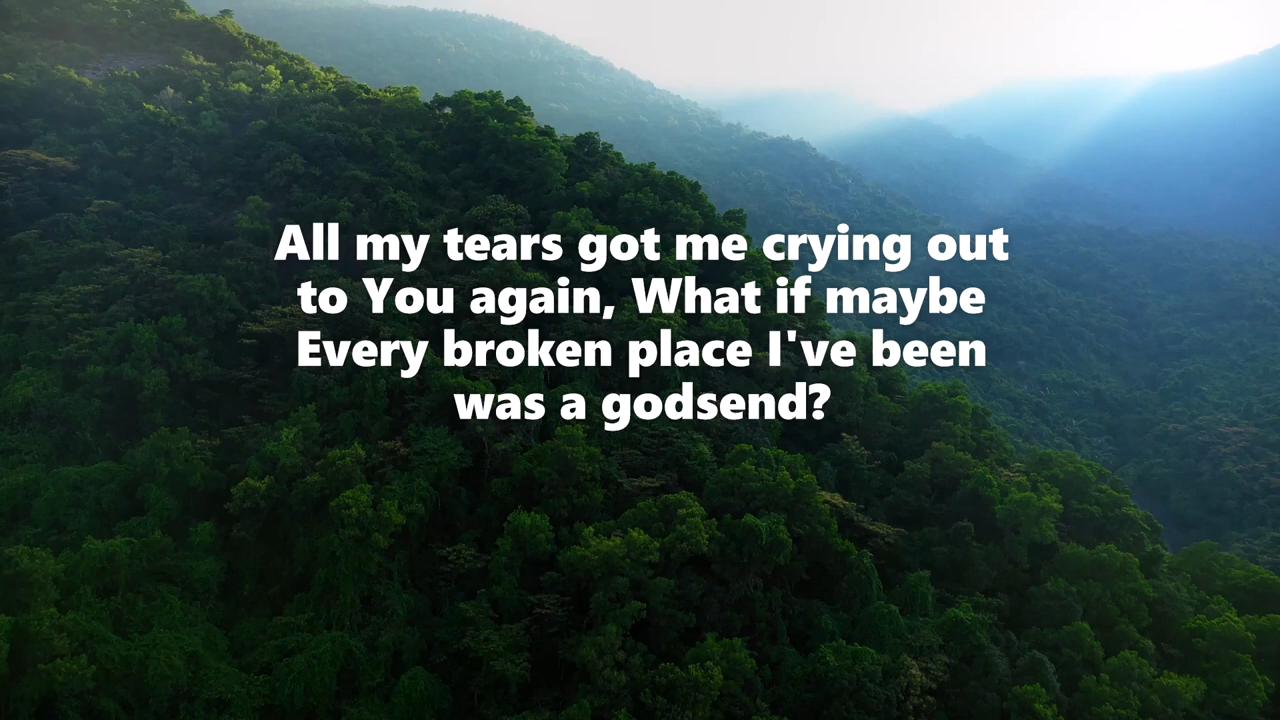 All my tears got me crying out
to You again, What if maybe
Every broken place I've been
was a godsend?